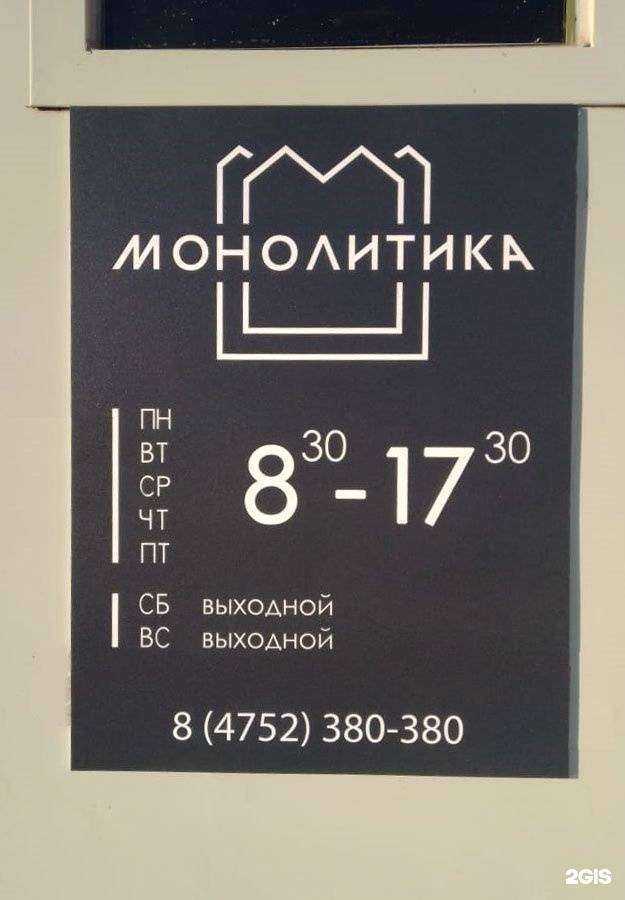 МОНОЛИТИКА
ПН
ВТ
СР
ЧТ
ПТ
8 30 - 17 30
СБ ВЫХОДНОЙ
ВС ВЫХОДНОЙ
8 (4752) 380-380
2GIS